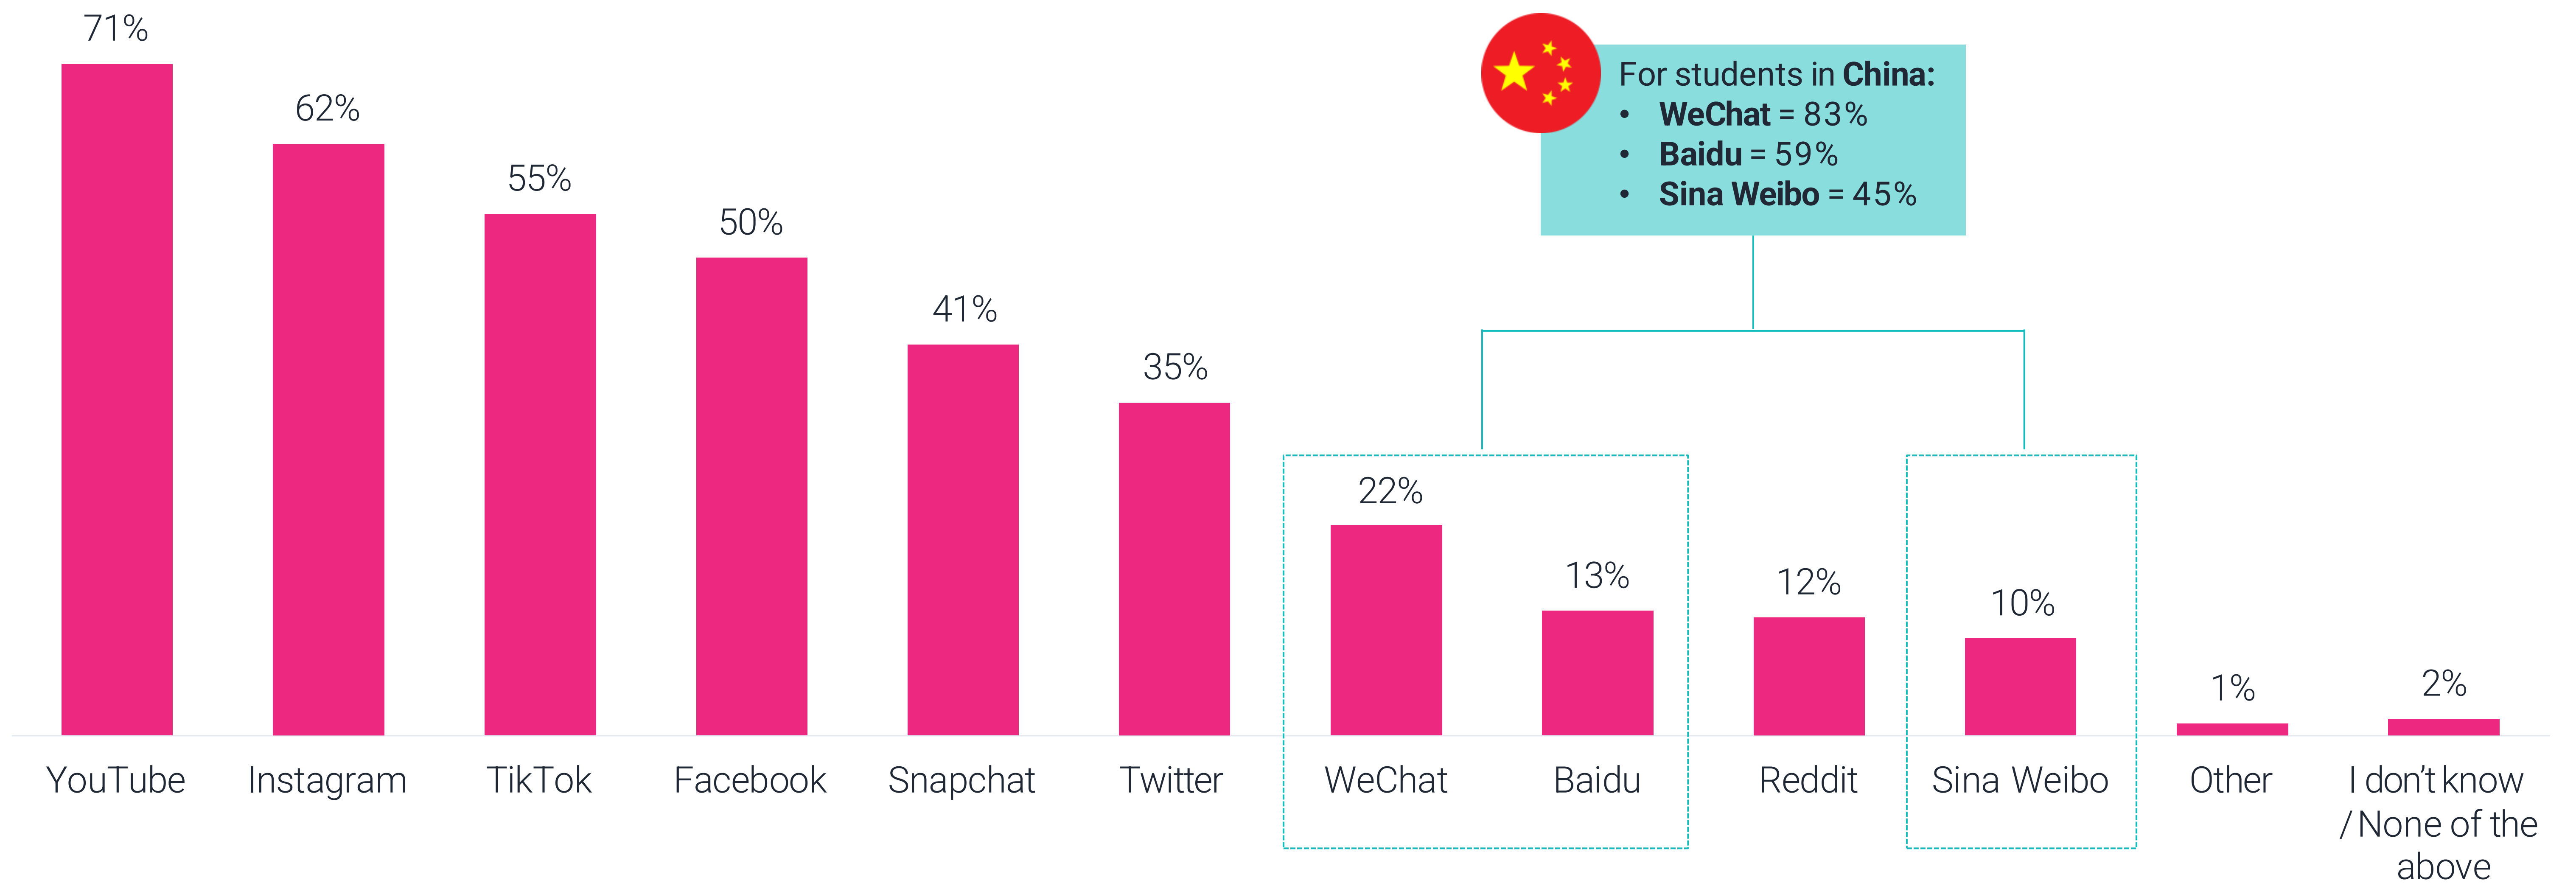 71%
62%
55%
50%
41%
35%
22%
13%
12%
10%
1%
2%
For students in China:
• WeChat = 83%
• Baidu = 59%
• Sina Weibo = 45%
YouTube
Instagram
TikTok
Facebook
Snapchat
Twitter
WeChat
Baidu
Reddit
Sina Weibo
Other
I don’t know
/ None of the
above